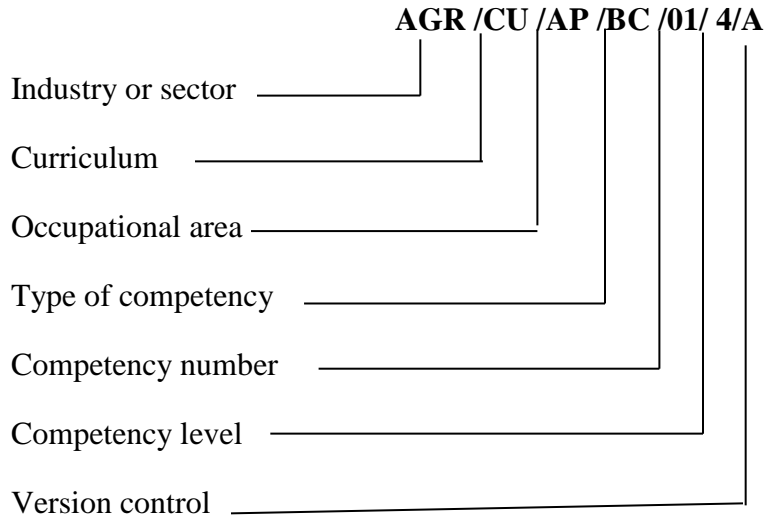 AGR /CU /AP /BC /01/ 4/A
Industry or sector
Curriculum
Occupational area
Type of competency
Competency number
Competency level
Version control